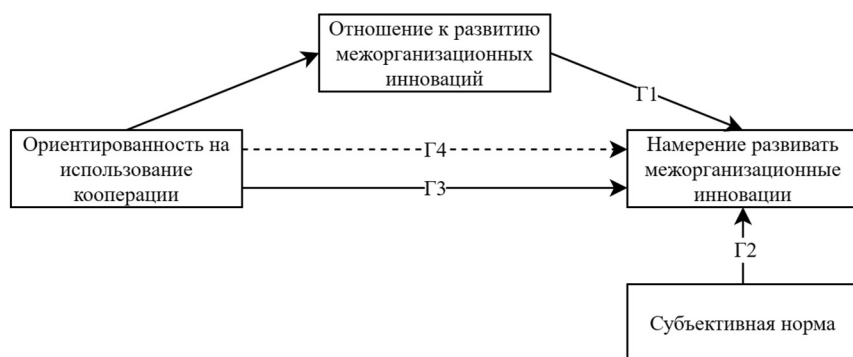 Отношение к развитию
межорганизационных
инноваций
Г1
Ориентированность на
использование
кооперации
Г4
Г3
Намерение развивать
межорганизационные
инновации
Г2
Субъективная норма